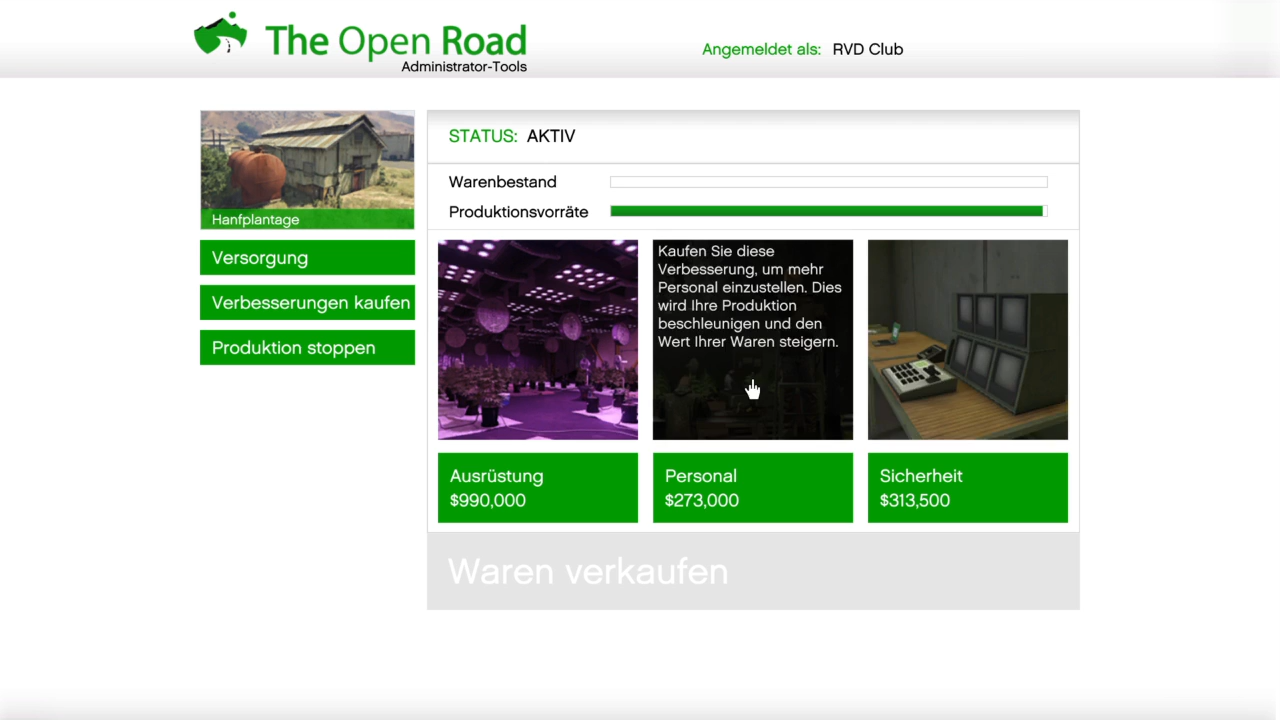 The Open Road
Administrator-Tools
Angemeldet als: RVD Club
Hanfplantage
Versorgung
Verbesserungen kaufen
Produktion stoppen
STATUS: AKTIV
Warenbestand
Produktionsvorräte
Kaufen Sie diese
Verbesserung, um mehr
Personal einzustellen. Dies
wird Ihre Produktion
beschleunigen und den
Wert Ihrer Waren steigern.
Ausrüstung
$990,000
Personal
$273,000
Sicherheit
$313,500
Waren verkaufen